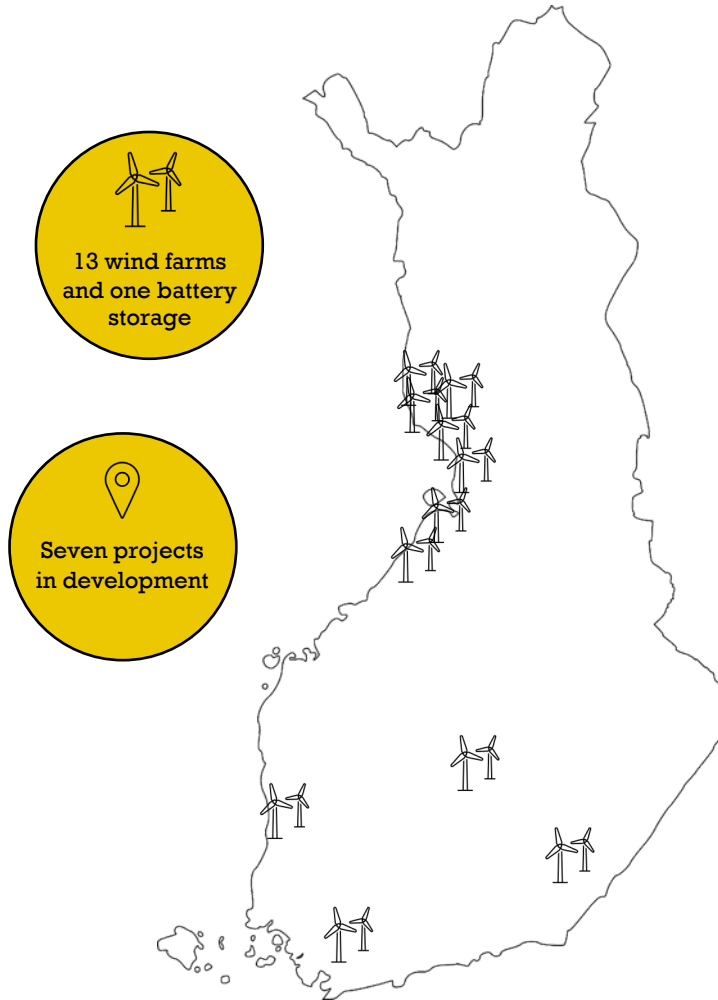 13 wind farms
and one battery
storage
Seven projects
in development